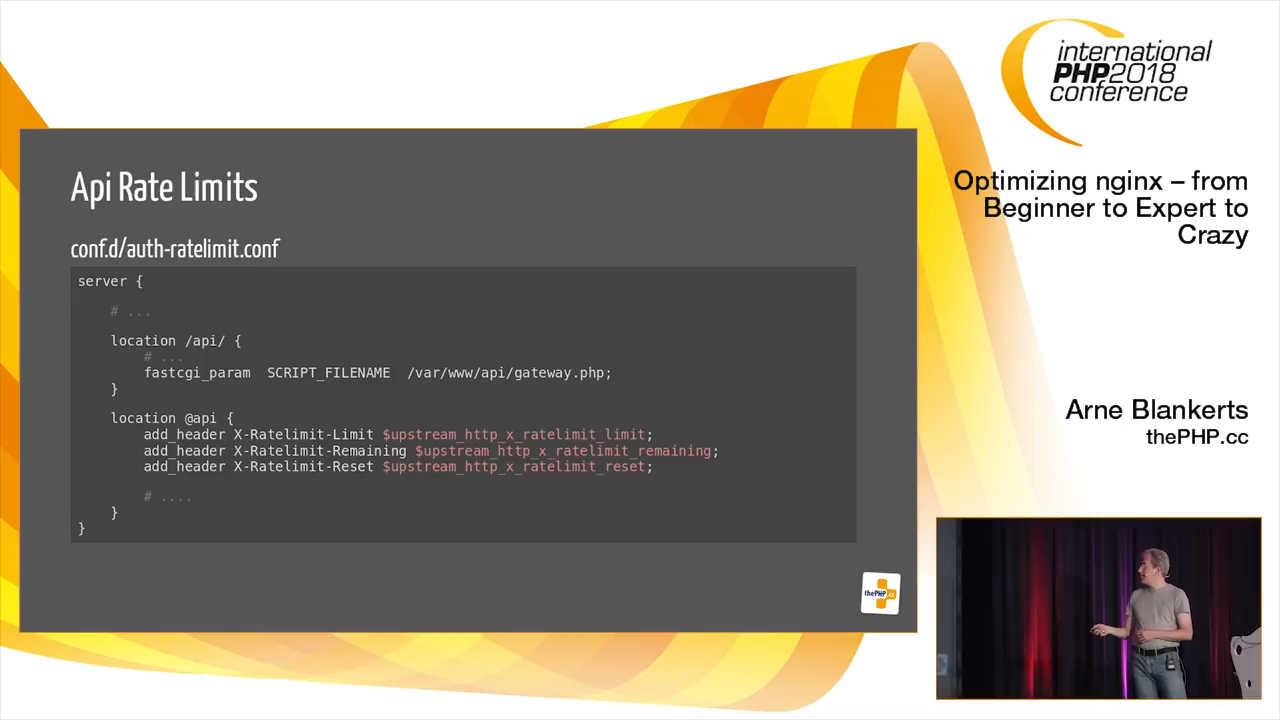 international
PHP2018
conference
Optimizing nginx – from
Beginner to Expert to
Crazy
Arne Blankerts
thePHP.cc
Api Rate Limits
conf.d/auth-ratelimit.conf
server {
# ...
location /api/ {
# ...
fastcgi_param  SCRIPT_FILENAME  /var/www/api/gateway.php;
}
location @api {
add_header X-Ratelimit-Limit $upstream_http_x_ratelimit_limit;
add_header X-Ratelimit-Remaining $upstream_http_x_ratelimit_remaining;
add_header X-Ratelimit-Reset $upstream_http_x_ratelimit_reset;
# ....
}
}
thePHP.cc